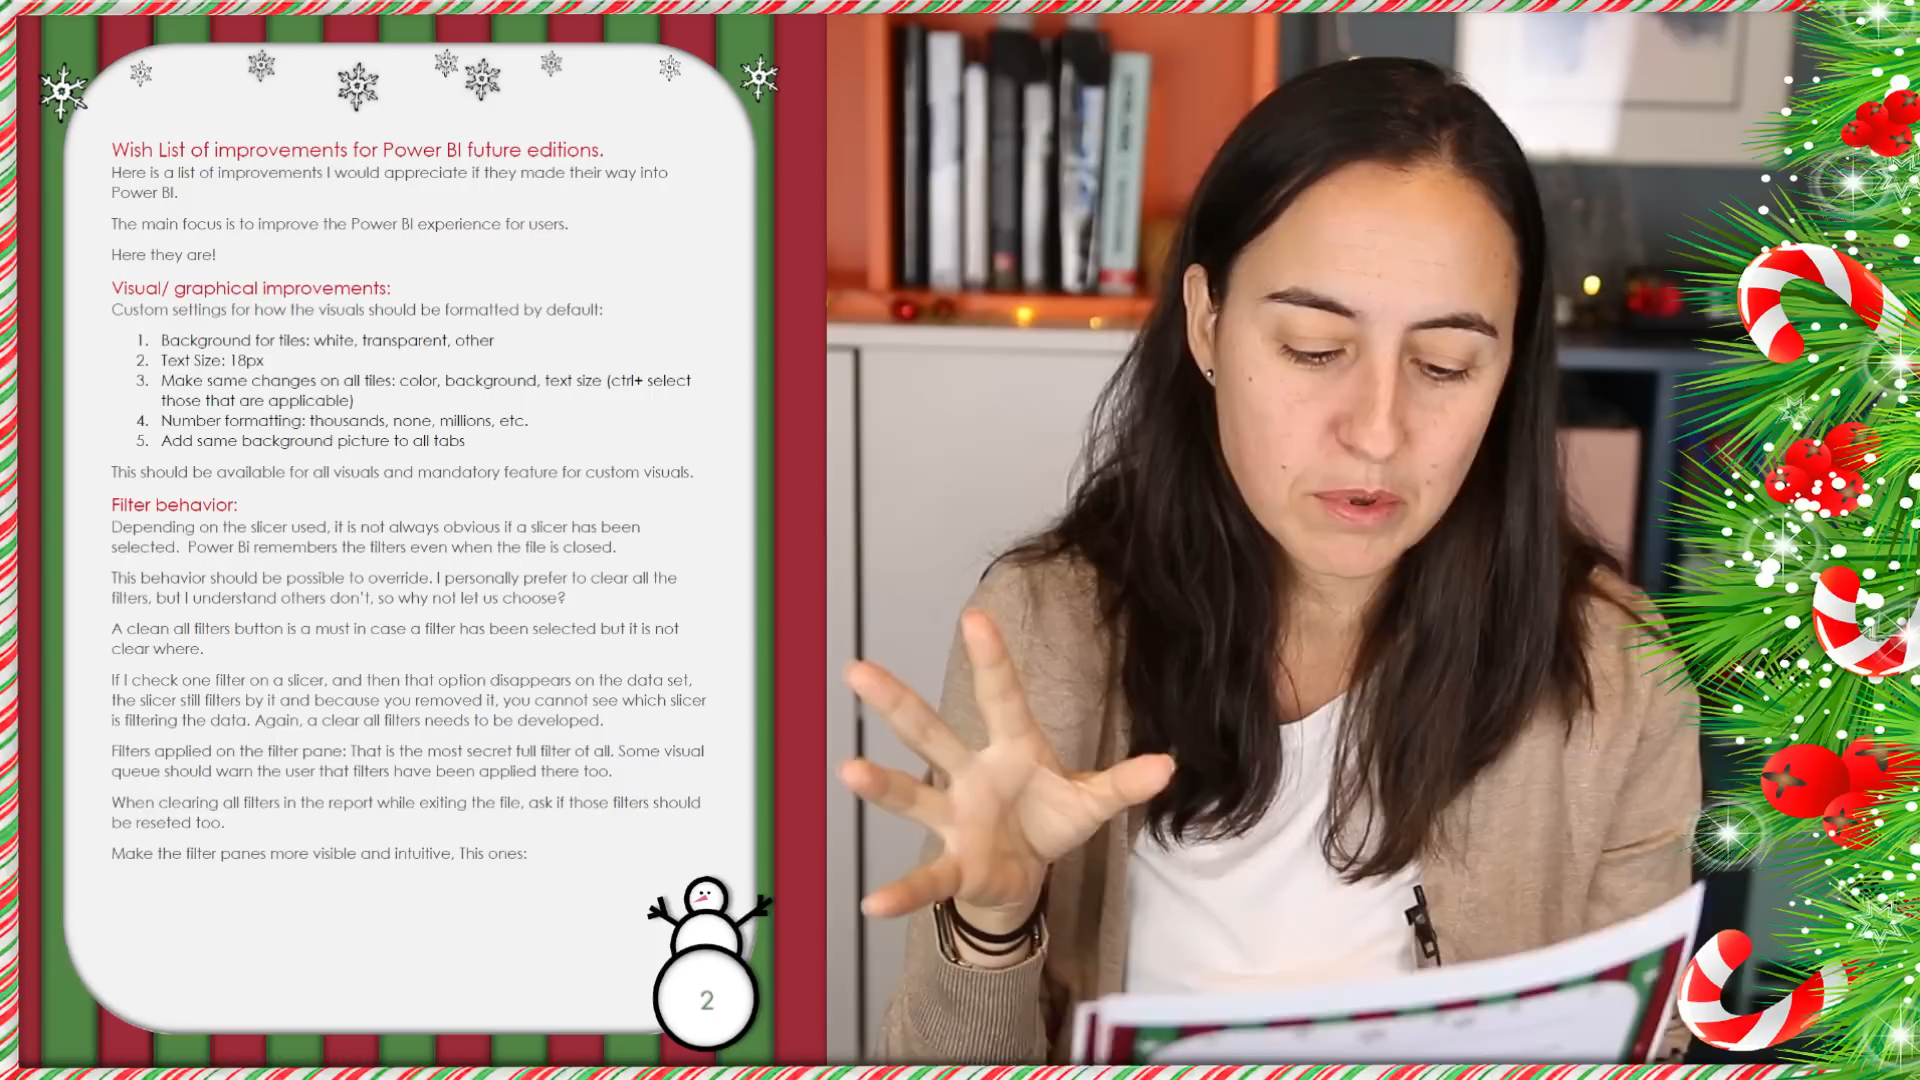 Wish List of improvements for Power BI future editions.
Here is a list of improvements I would appreciate if they made their way into
Power BI.
The main focus is to improve the Power BI experience for users.
Here they are!
Visual/ graphical improvements:
Custom settings for how the visuals should be formatted by default:
1. Background for tiles: white, transparent, other
2. Text Size: 18px
3. Make same changes on all tiles: color, background, text size (ctrl+ select
those that are applicable)
4. Number formatting: thousands, none, millions, etc.
5. Add same background picture to all tabs
This should be available for all visuals and mandatory feature for custom visuals.
Filter behavior:
Depending on the slicer used, it is not always obvious if a slicer has been
selected.  Power Bi remembers the filters even when the file is closed.
This behavior should be possible to override. I personally prefer to clear all the
filters, but I understand others don't, so why not let us choose?
A clean all filters button is a must in case a filter has been selected but it is not
clear where.
If I check one filter on a slicer, and then that option disappears on the data set,
the slicer still filters by it and because you removed it, you cannot see which slicer
is filtering the data. Again, a clear all filters needs to be developed.
Filters applied on the filter pane: That is the most secret full filter of all. Some visual
queue should warn the user that filters have been applied there too.
When clearing all filters in the report while exiting the file, ask if those filters should
be reseted too.
Make the filter panes more visible and intuitive, This ones:
2